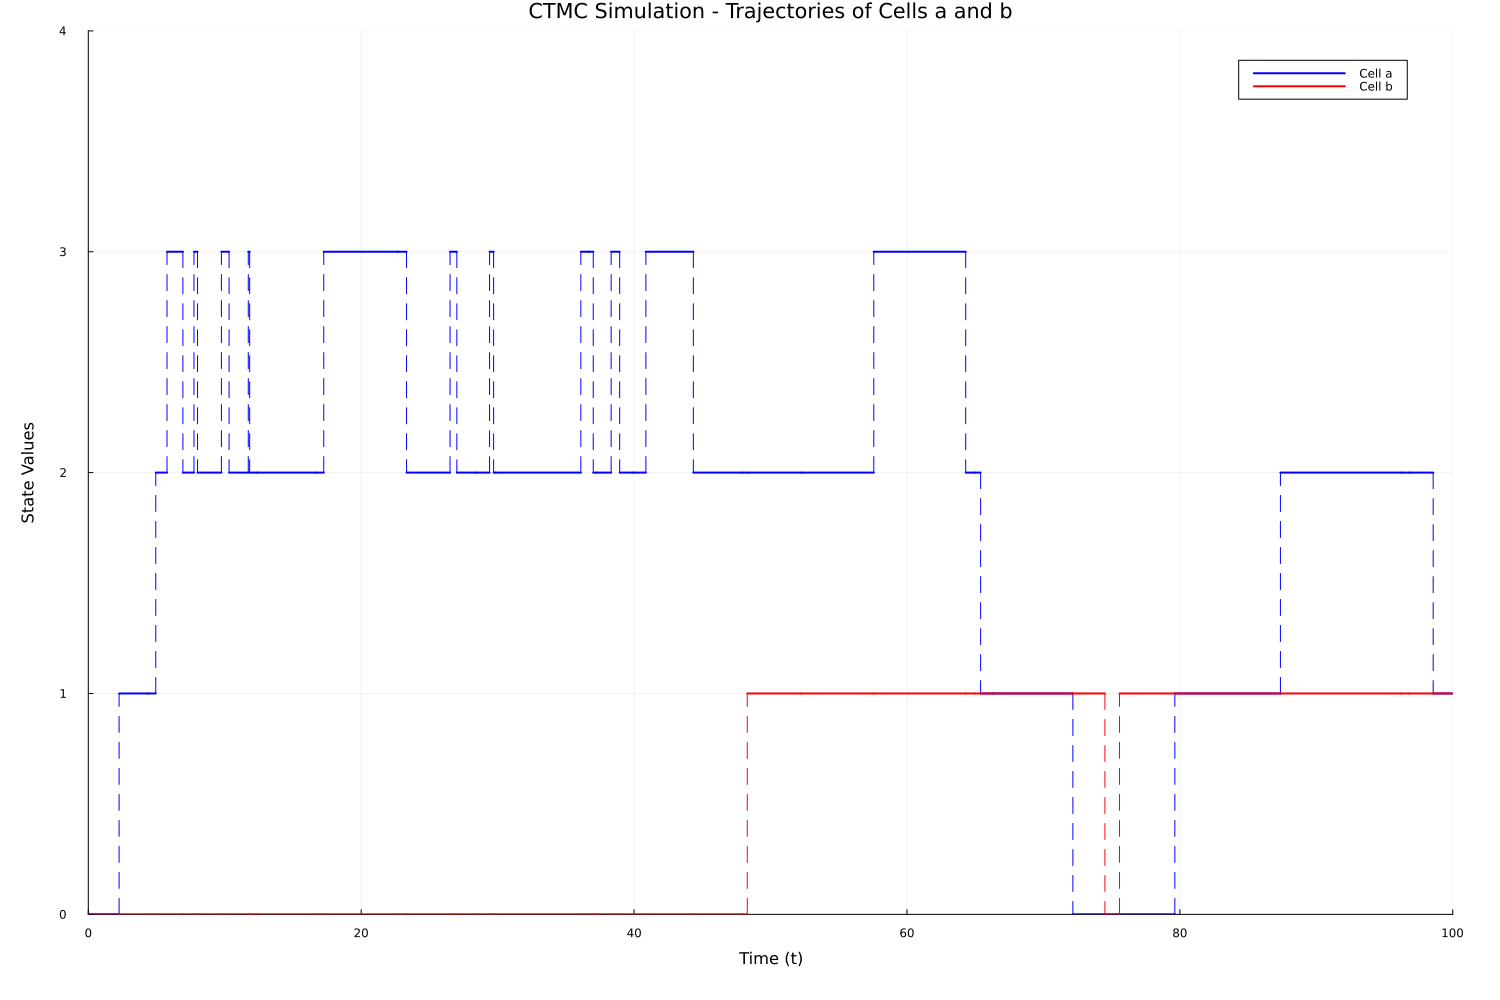 CTMC Simulation - Trajectories of Cells a and b
4
Cell a
Cell b
3
2
1
0
State Values
0 20 40 60 80 100
Time (t)